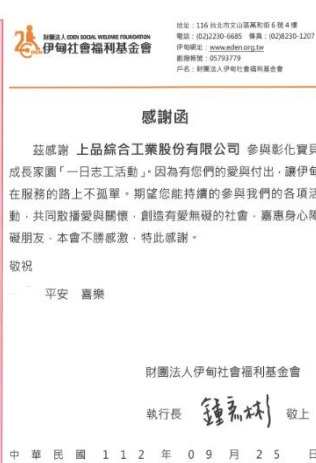 財團法人 EDEN SOCIAL WELFARE FOUNDATION
伊甸社會福利基金會
地址：116 台北市文山區萬和街 6 號 4 樓
電話：(02)8230-6685 傳真：(02)8230-1207
伊甸網址：www.eden.org.tw
劃撥帳號：05793779
戶名：財團法人伊甸社會福利基金會
感謝函
茲感謝 上品綜合工業股份有限公司 參與彰化寶貝
成長家園「一日志工活動」。因為有您們的愛與付出，讓伊甸
在服務的路上不孤單。期望您能持續的參與我們的各項活
動，共同散播愛與關懷，創造有愛無礙的社會，嘉惠身心障
礙朋友，本會不勝感激，特此感謝。
敬祝
平安 喜樂
財團法人伊甸社會福利基金會
執行長 敬上
中 華 民 國 1 1 2 年 0 9 月 2 5 日